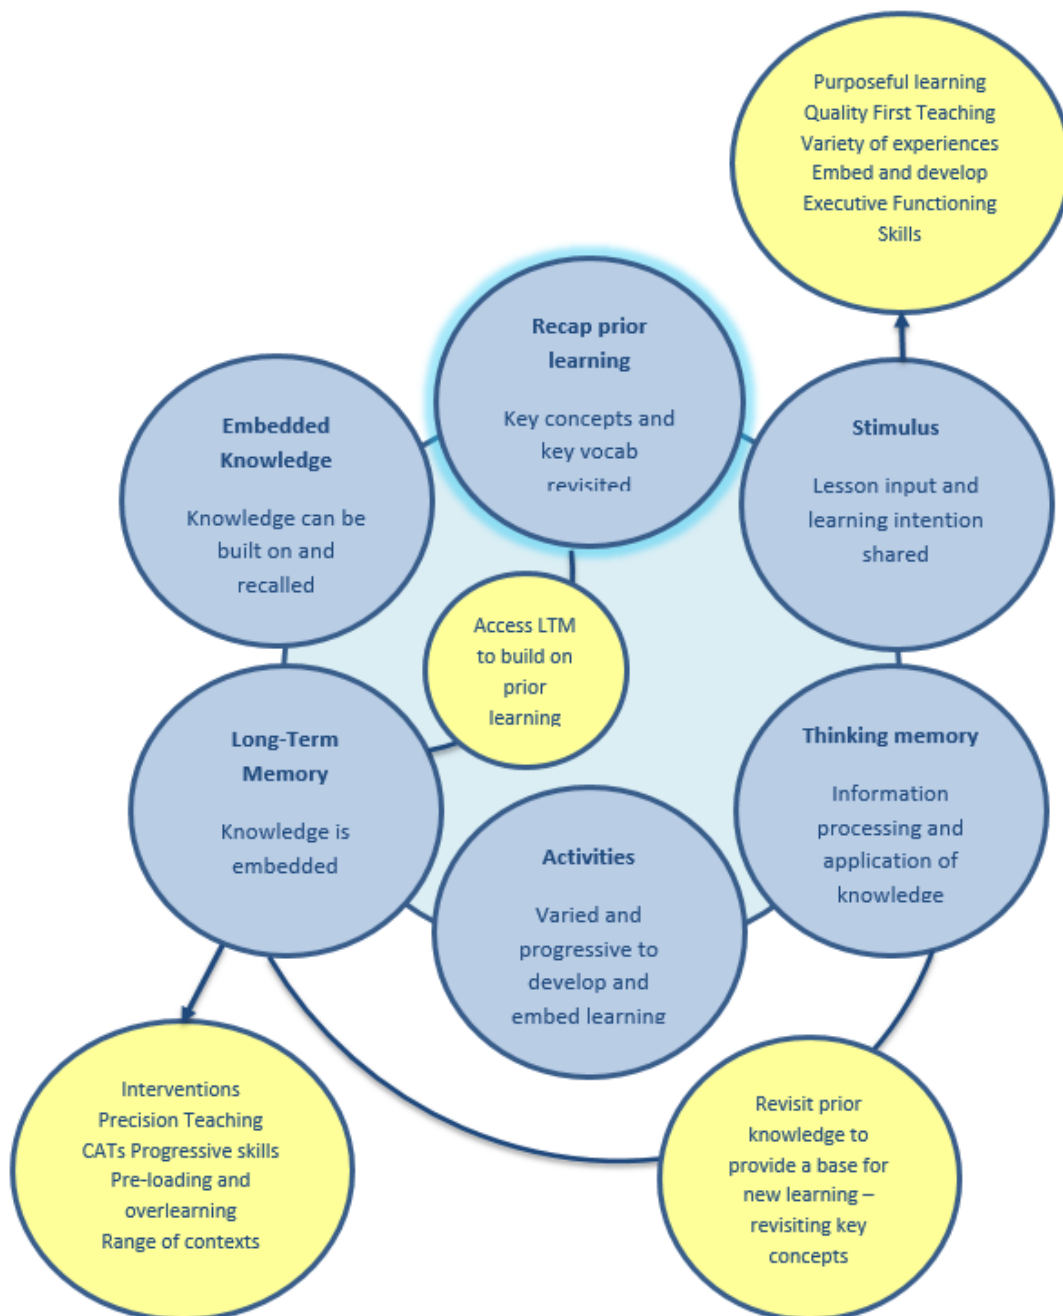 Purposeful learning
Quality First Teaching
Variety of experiences
Embed and develop
Executive Functioning
Skills
Recap prior
learning
Key concepts and
key vocab
revisited
Embedded
Knowledge
Knowledge can be
built on and
recalled
Stimulus
Lesson input and
learning intention
shared
Access LTM
to build on
prior
learning
Long-Term
Memory
Knowledge is
embedded
Thinking memory
Information
processing and
application of
knowledge
Activities
Varied and
progressive to
develop and
embed learning
Interventions
Precision Teaching
CATs Progressive skills
Pre-loading and
overlearning
Range of contexts
Revisit prior
knowledge to
provide a base for
new learning –
revisiting key
concepts